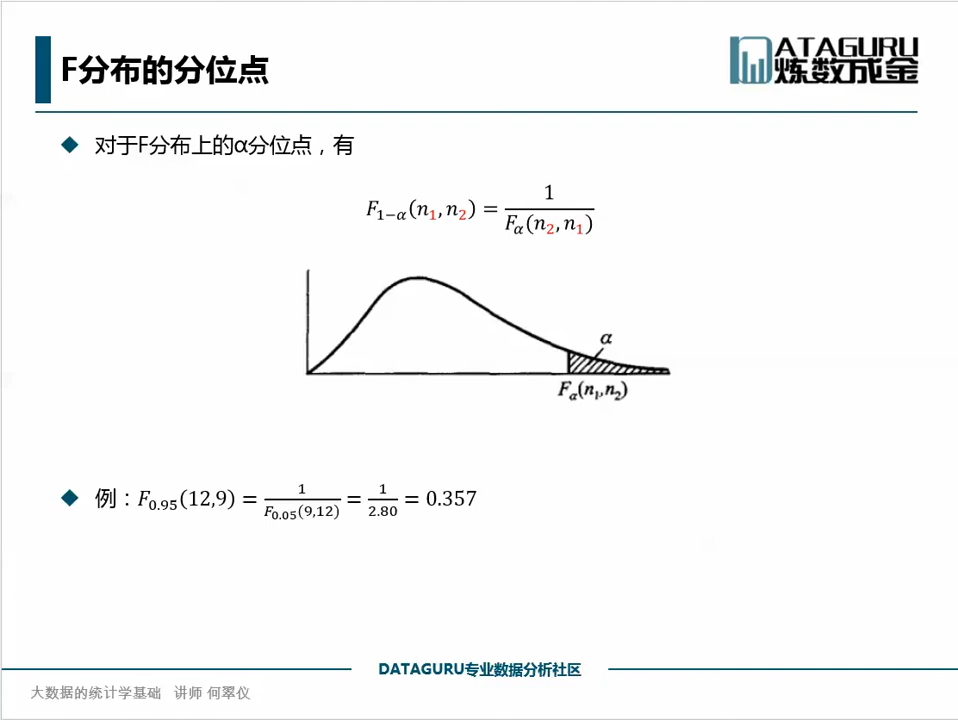 F分布的分位点
DATAGURU
炼数成金
◆ 对于F分布上的α分位点，有
F_{1−α}(n_1, n_2) = \frac{1}{F_α(n_2, n_1)}
α
F_α(n_1,n_2)
◆ 例：F_{0.95}(12,9) = \frac{1}{F_{0.05}(9,12)} = \frac{1}{2.80} = 0.357
DATAGURU专业数据分析社区
大数据的统计学基础 讲师 何翠仪